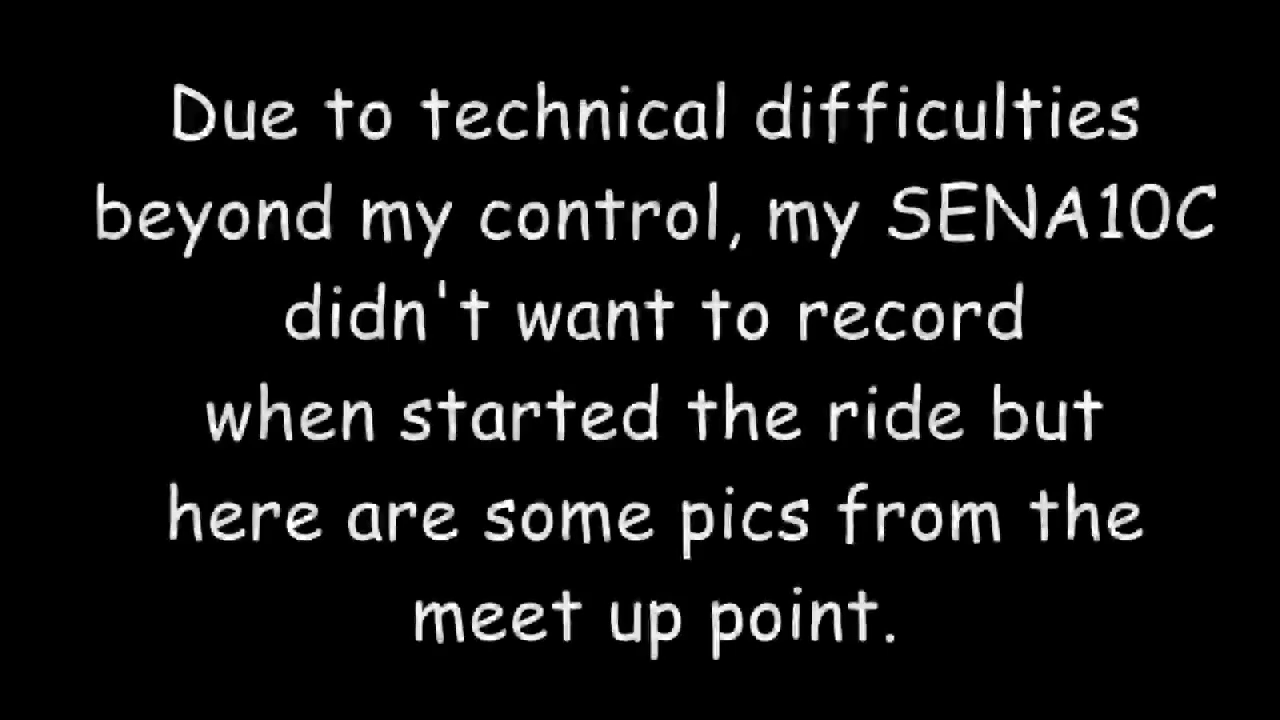 Due to technical difficulties
beyond my control, my SENA10C
didn't want to record
when started the ride but
here are some pics from the
meet up point.